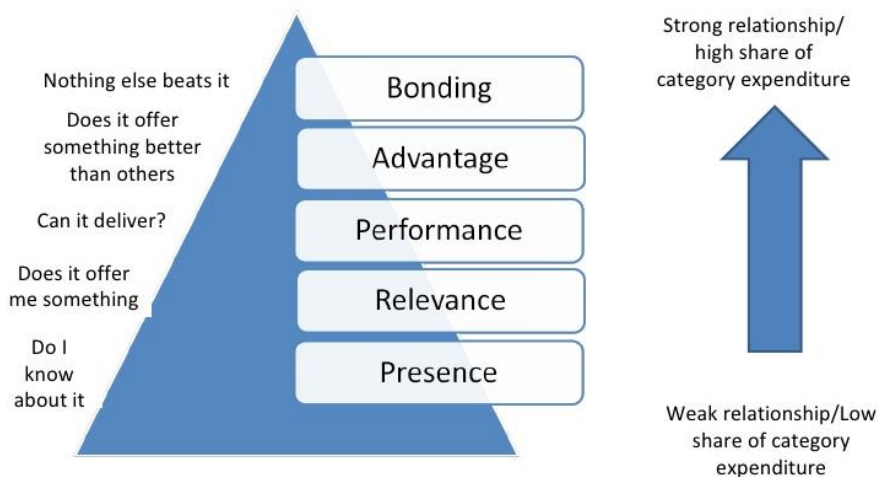 Nothing else beats it
Does it offer
something better
than others
Can it deliver?
Does it offer
me something
Do I
know
about it
Bonding
Advantage
Performance
Relevance
Presence
Strong relationship/
high share of
category expenditure
Weak relationship/Low
share of category
expenditure